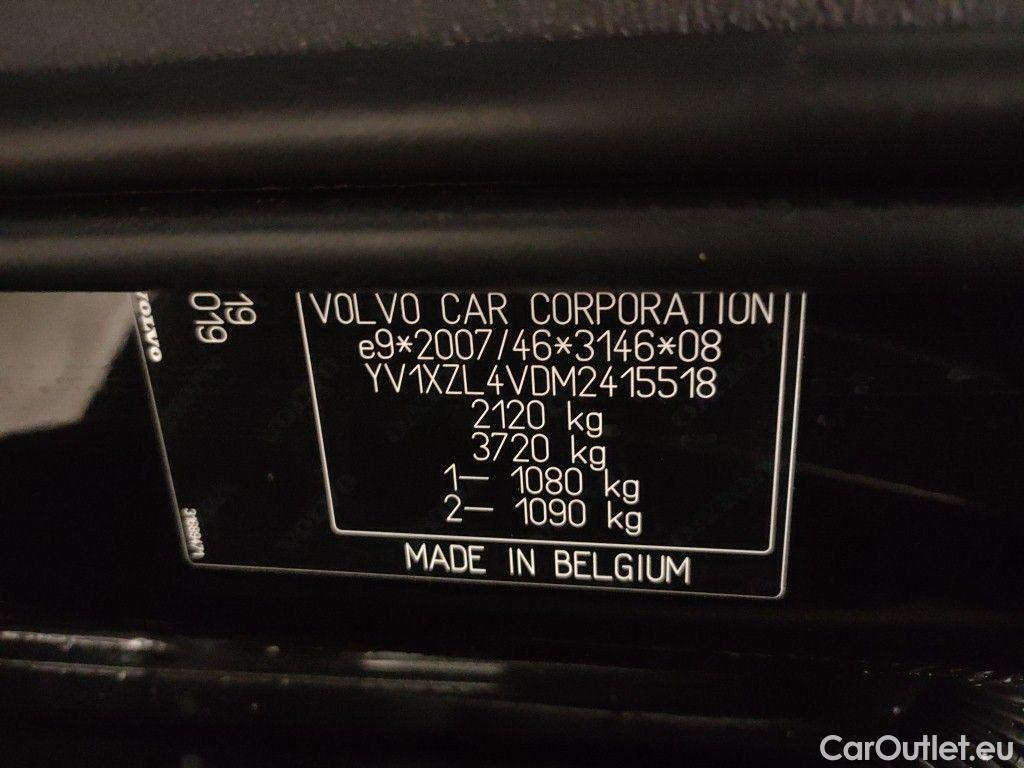 VOLVO
19
019
VOLVO CAR CORPORATION
e9*2007/46*3146*08
YV1XZL4VDM2415518
2120 kg
3720 kg
1— 1080 kg
2— 1090 kg
MADE IN BELGIUM
CarOutlet.eu